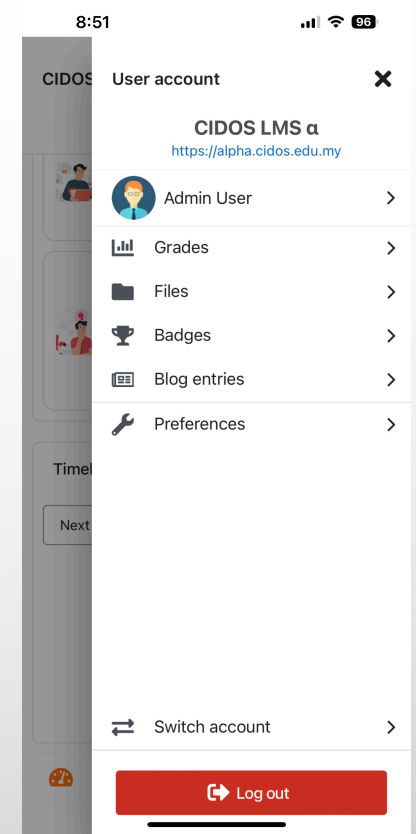 8:51
96
CIDOS
User account
CIDOS LMS α
https://alpha.cidos.edu.my
Admin User
Grades
Files
Badges
Blog entries
Preferences
Timel
Next
Switch account
Log out